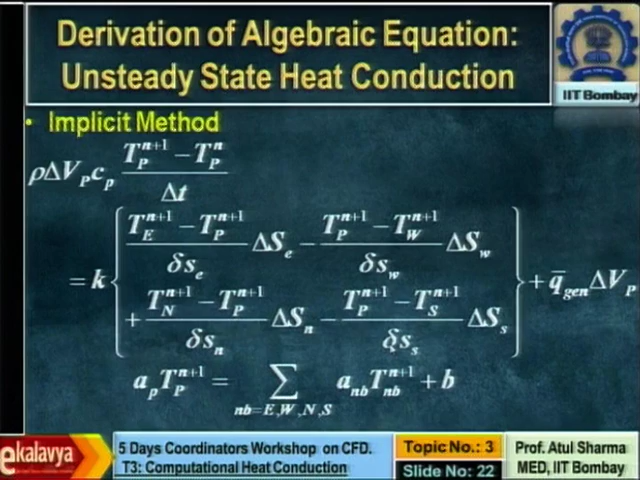 Derivation of Algebraic Equation:
Unsteady State Heat Conduction
IIT Bombay
• Implicit Method
ρΔV_P c_p (T_P^{n+1} − T_P^n) / Δt
= k { (T_E^{n+1} − T_P^{n+1}) / δs_e ΔS_e − (T_P^{n+1} − T_W^{n+1}) / δs_w ΔS_w
+ (T_N^{n+1} − T_P^{n+1}) / δs_n ΔS_n − (T_P^{n+1} − T_S^{n+1}) / δs_s ΔS_s } + q̄_gen ΔV_P
a_P T_P^{n+1} = Σ_{nb=E,W,N,S} a_nb T_nb^{n+1} + b
ekalavya
5 Days Coordinators Workshop on CFD.
T3: Computational Heat Conduction
Topic No.: 3
Slide No: 22
Prof. Atul Sharma
MED, IIT Bombay